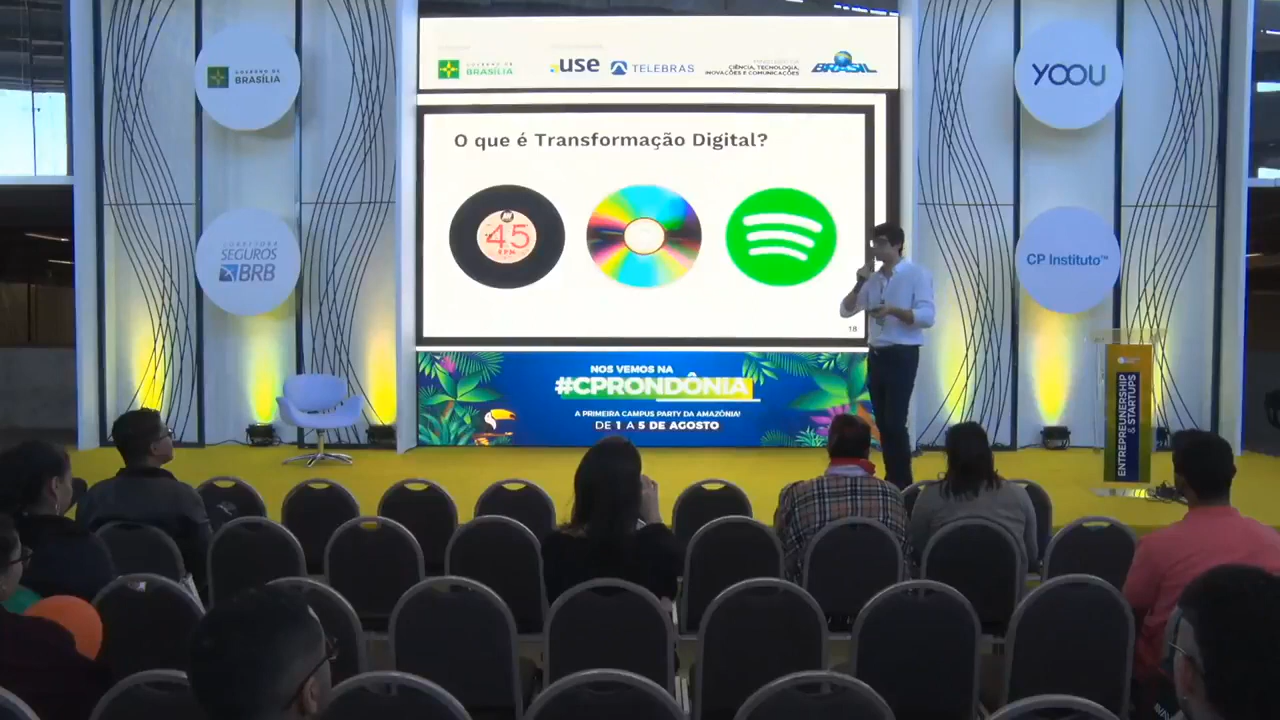 GOVERNO DE
BRASÍLIA
SEGUROS
BRB
GOVERNO DE
BRASÍLIA
use
TELEBRAS
CIÊNCIA, TECNOLOGIA,
INOVAÇÕES E COMUNICAÇÕES
BRASIL
O que é Transformação Digital?
45
RPM
18
NOS VEMOS NA
#CPRONDÔNIA
A PRIMEIRA CAMPUS PARTY DA AMAZÔNIA!
DE 1 A 5 DE AGOSTO
YOOU
CP Instituto™
ENTREPREUNERSHIP
& STARTUPS